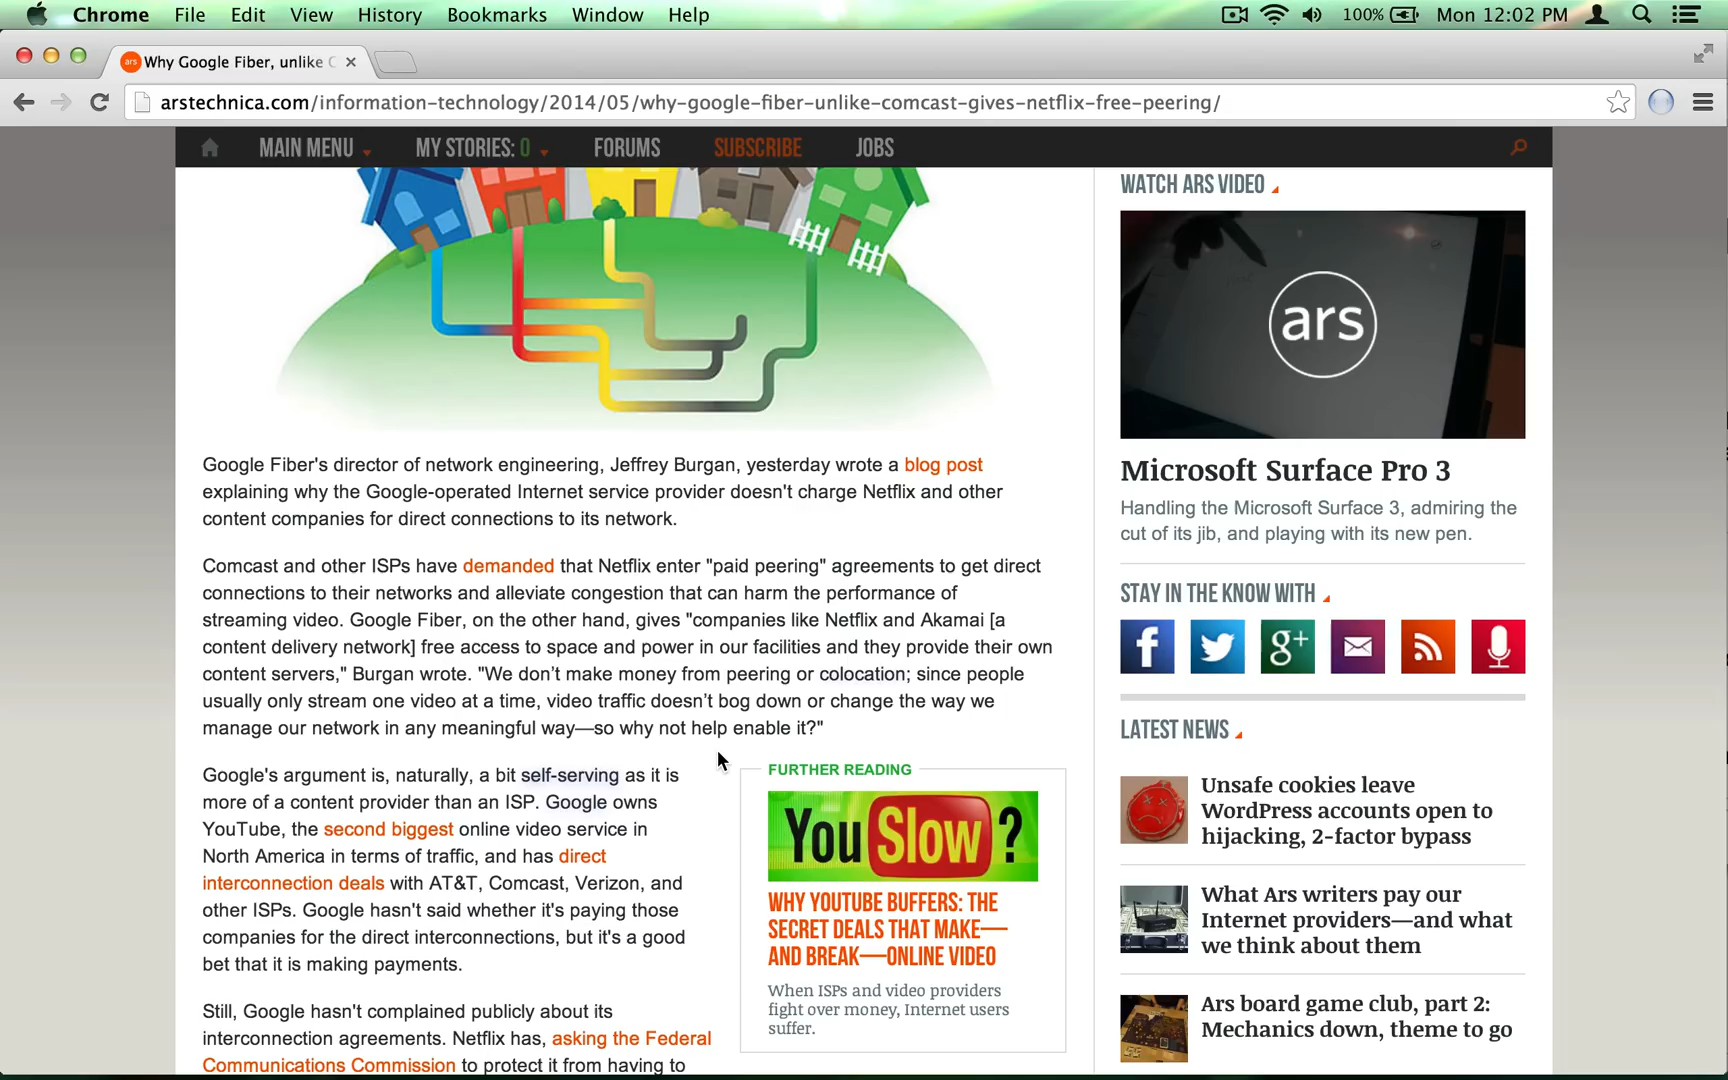 Chrome File Edit View History Bookmarks Window Help 100% Mon 12:02 PM
ars Why Google Fiber, unlike C
arstechnica.com/information-technology/2014/05/why-google-fiber-unlike-comcast-gives-netflix-free-peering/
MAIN MENU MY STORIES: 0 FORUMS SUBSCRIBE JOBS
Google Fiber's director of network engineering, Jeffrey Burgan, yesterday wrote a blog post
explaining why the Google-operated Internet service provider doesn't charge Netflix and other
content companies for direct connections to its network.
Comcast and other ISPs have demanded that Netflix enter "paid peering" agreements to get direct
connections to their networks and alleviate congestion that can harm the performance of
streaming video. Google Fiber, on the other hand, gives "companies like Netflix and Akamai [a
content delivery network] free access to space and power in our facilities and they provide their own
content servers," Burgan wrote. "We don’t make money from peering or colocation; since people
usually only stream one video at a time, video traffic doesn’t bog down or change the way we
manage our network in any meaningful way—so why not help enable it?"
Google's argument is, naturally, a bit self-serving as it is
more of a content provider than an ISP. Google owns
YouTube, the second biggest online video service in
North America in terms of traffic, and has direct
interconnection deals with AT&T, Comcast, Verizon, and
other ISPs. Google hasn't said whether it's paying those
companies for the direct interconnections, but it's a good
bet that it is making payments.
Still, Google hasn't complained publicly about its
interconnection agreements. Netflix has, asking the Federal
Communications Commission to protect it from having to
FURTHER READING
You Slow ?
WHY YOUTUBE BUFFERS: THE
SECRET DEALS THAT MAKE—
AND BREAK—ONLINE VIDEO
When ISPs and video providers
fight over money, Internet users
suffer.
WATCH ARS VIDEO
ars
Microsoft Surface Pro 3
Handling the Microsoft Surface 3, admiring the
cut of its jib, and playing with its new pen.
STAY IN THE KNOW WITH
f g+
LATEST NEWS
Unsafe cookies leave
WordPress accounts open to
hijacking, 2-factor bypass
What Ars writers pay our
Internet providers—and what
we think about them
Ars board game club, part 2:
Mechanics down, theme to go